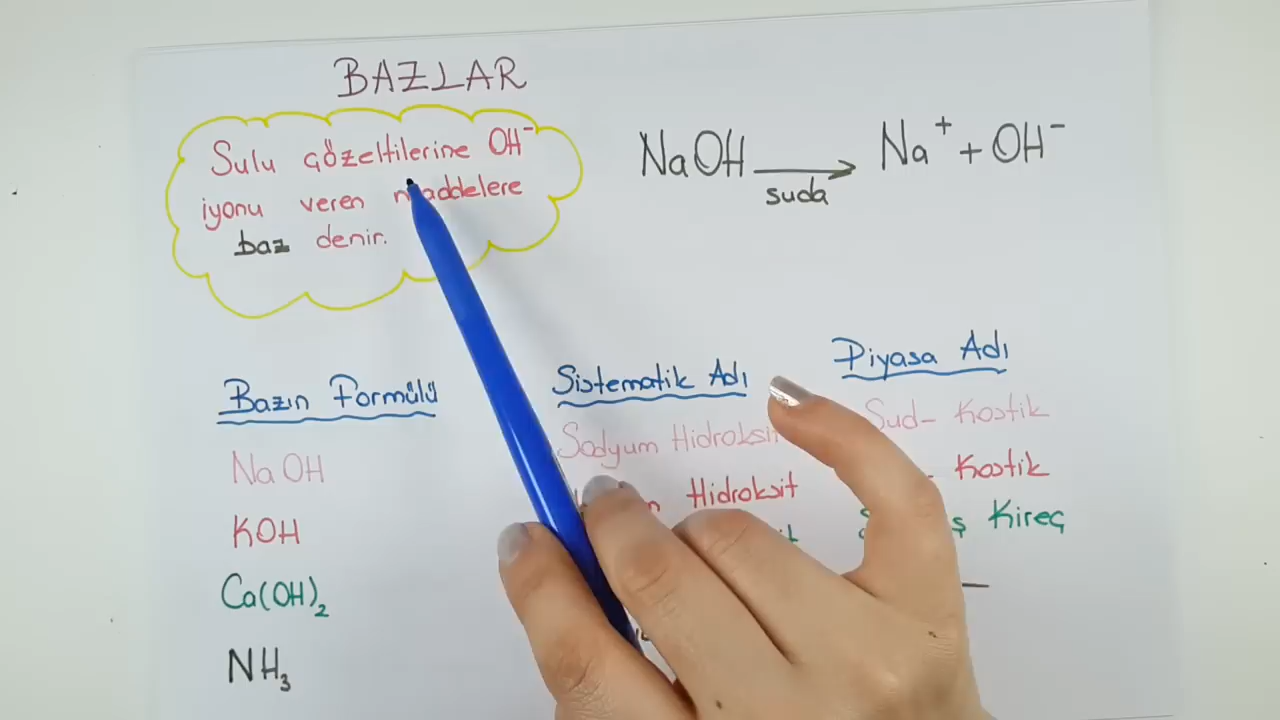 BAZLAR
Sulu çözeltilerine OH⁻
iyonu veren maddelere
baz denir.
NaOH → Na⁺ + OH⁻
suda
Bazın Formülü
Sistematik Adı
Piyasa Adı
NaOH
Sodyum Hidroksit
Sud- Kostik
KOH
Hidroksit
Kostik
Ca(OH)₂
Kireç
NH₃